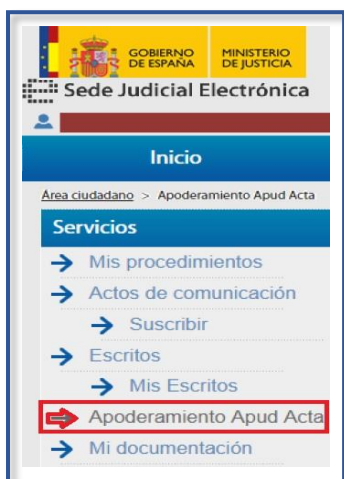 GOBIERNO
DE ESPAÑA
MINISTERIO
DE JUSTICIA
Sede Judicial Electrónica
Inicio
Área ciudadano > Apoderamiento Apud Acta
Servicios
Mis procedimientos
Actos de comunicación
Suscribir
Escritos
Mis Escritos
Apoderamiento Apud Acta
Mi documentación